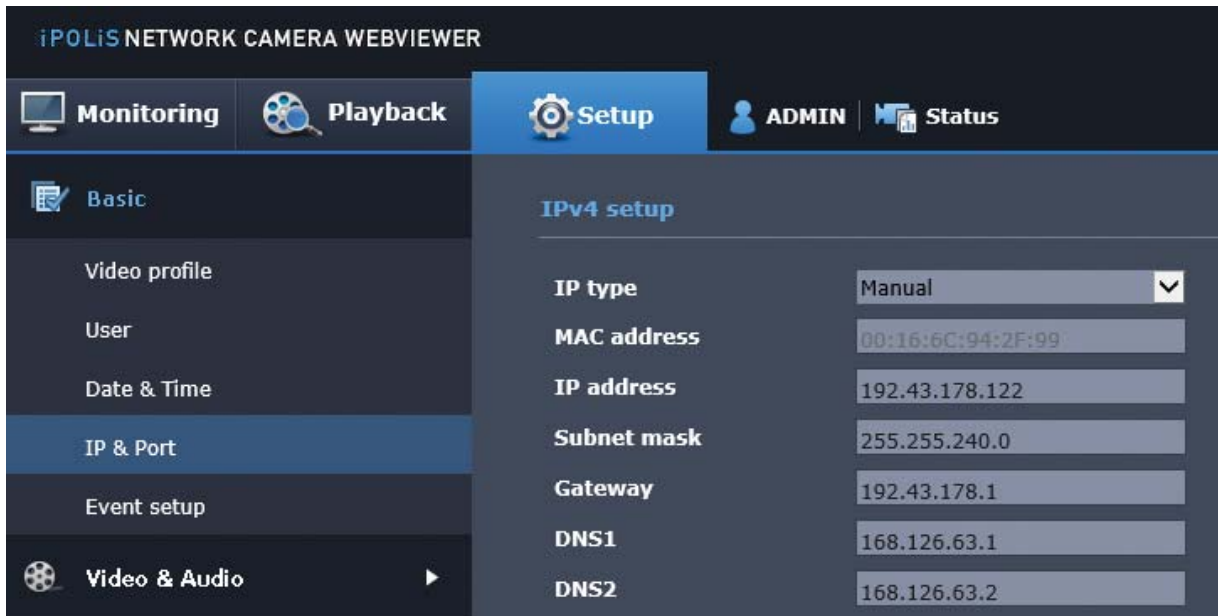 iPOLiS NETWORK CAMERA WEBVIEWER
Monitoring
Playback
Setup
ADMIN
Status
Basic
Video profile
User
Date & Time
IP & Port
Event setup
Video & Audio
IPv4 setup
IP type Manual
MAC address 00:16:6C:94:2F:99
IP address 192.43.178.122
Subnet mask 255.255.240.0
Gateway 192.43.178.1
DNS1 168.126.63.1
DNS2 168.126.63.2